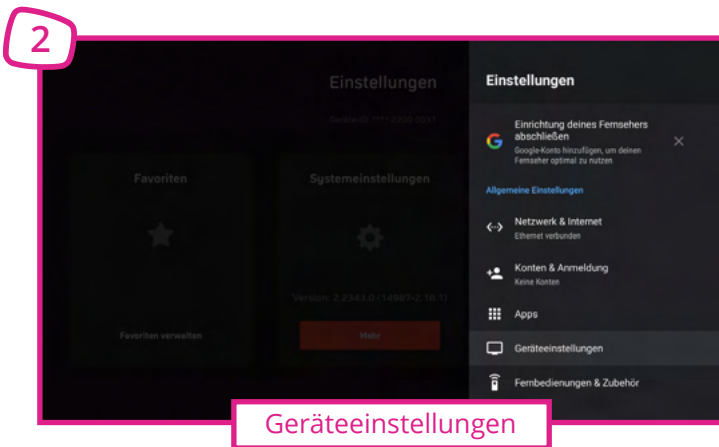 2
Einstellungen
Favoriten
Favoriten verwalten
Systemeinstellungen
Version: 2.2343.0 (14987-2.18.1)
Mehr
Einstellungen
Einrichtung deines Fernsehers
abschließen
Google-Konto hinzufügen, um deinen
Fernseher optimal zu nutzen
Allgemeine Einstellungen
Netzwerk & Internet
Ethernet verbunden
Konten & Anmeldung
Keine Konten
Apps
Geräteeinstellungen
Fernbedienungen & Zubehör
Geräteeinstellungen